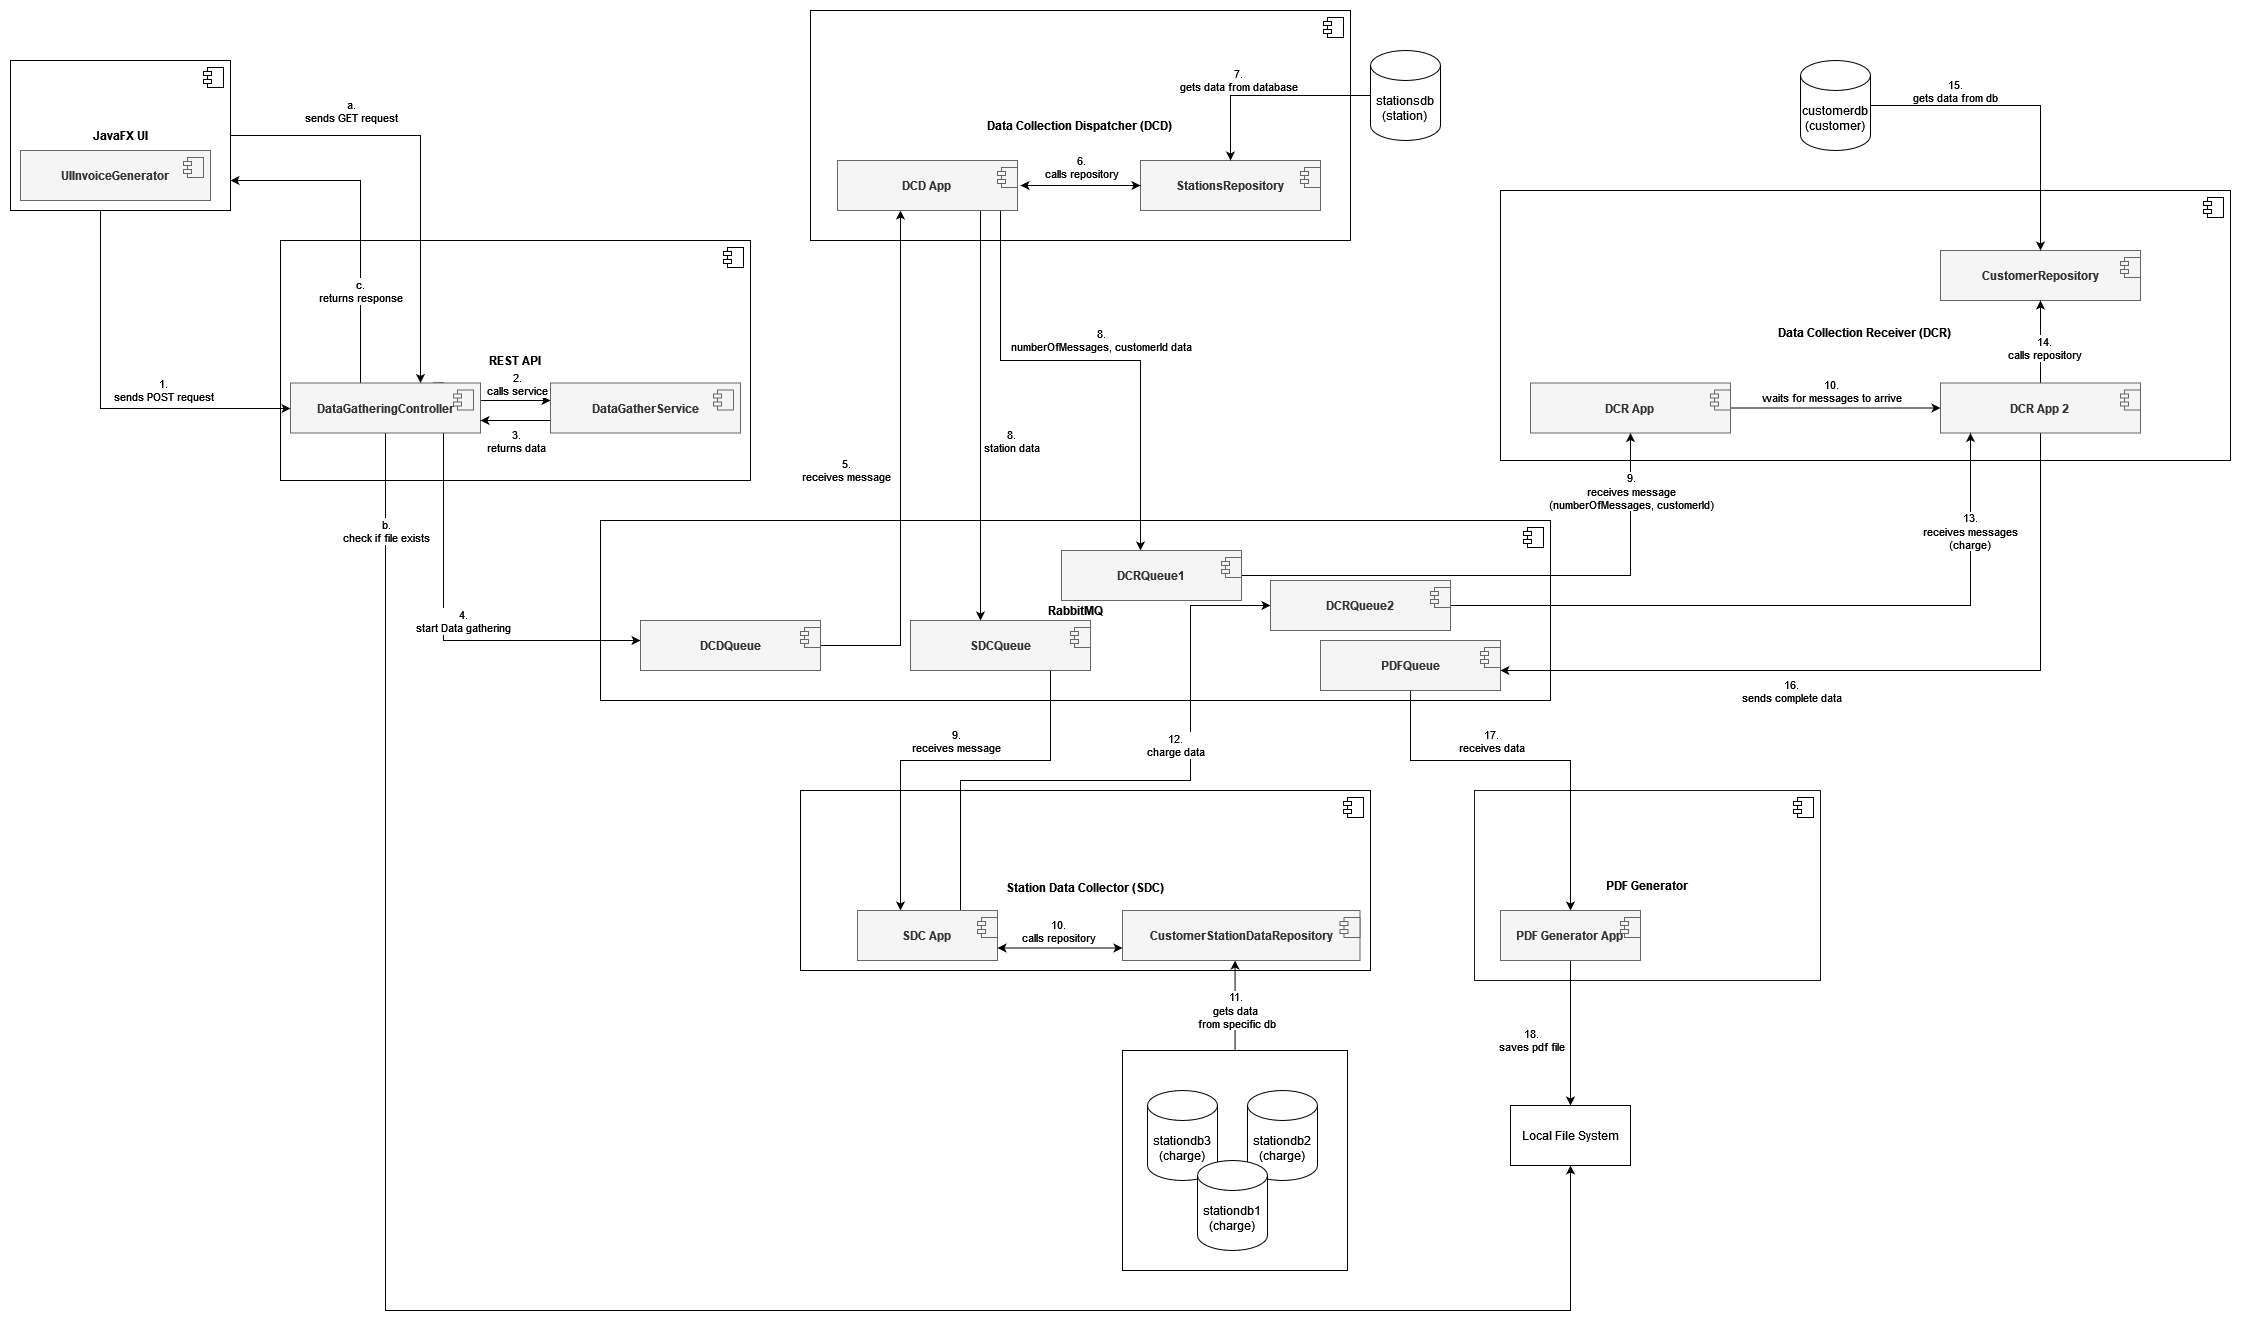 JavaFX UI
UIInvoiceGenerator
a.
sends GET request
c.
returns response
1.
sends POST request
REST API
DataGatheringController
2.
calls service
3.
returns data
DataGatherService
b.
check if file exists
4.
start Data gathering
Data Collection Dispatcher (DCD)
DCD App
6.
calls repository
StationsRepository
7.
gets data from database
stationsdb
(station)
5.
receives message
8.
station data
8.
numberOfMessages, customerId data
customerdb
(customer)
15.
gets data from db
CustomerRepository
Data Collection Receiver (DCR)
14.
calls repository
DCR App
10.
waits for messages to arrive
DCR App 2
9.
receives message
(numberOfMessages, customerId)
13.
receives messages
(charge)
DCRQueue1
RabbitMQ
DCRQueue2
DCDQueue
SDCQueue
PDFQueue
16.
sends complete data
9.
receives message
12.
charge data
17.
receives data
Station Data Collector (SDC)
SDC App
10.
calls repository
CustomerStationDataRepository
11.
gets data
from specific db
stationdb3
(charge)
stationdb2
(charge)
stationdb1
(charge)
PDF Generator
PDF Generator App
18.
saves pdf file
Local File System